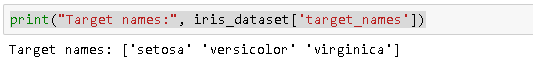 print("Target names:", iris_dataset['target_names'])
Target names: ['setosa' 'versicolor' 'virginica']